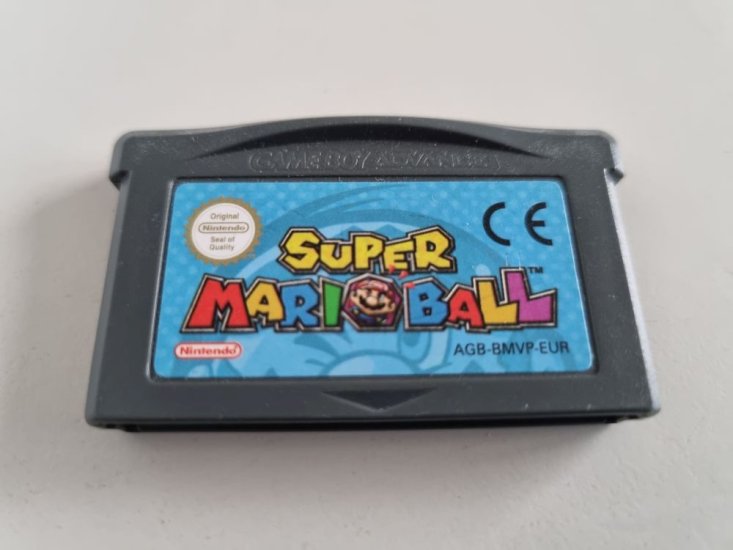 GAME BOY ADVANCE
Original
Nintendo
Seal of
Quality
CE
SUPER
MARIO BALL™
Nintendo
AGB-BMVP-EUR